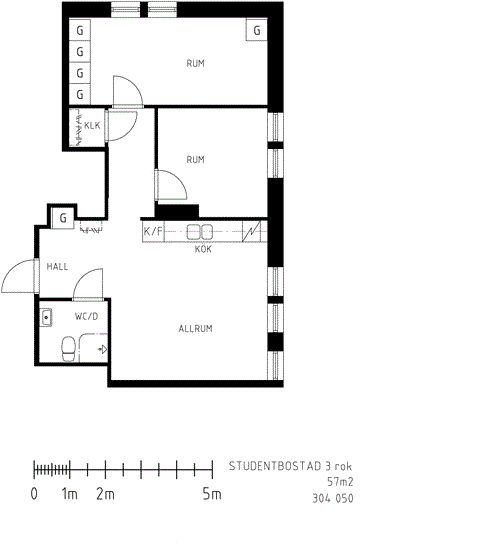 G
G
G
G
G
RUM
KLK
RUM
G
K/F
KÖK
HALL
WC/D
ALLRUM
STUDENTBOSTAD 3 rok
57m2
304 050
0 1m 2m 5m